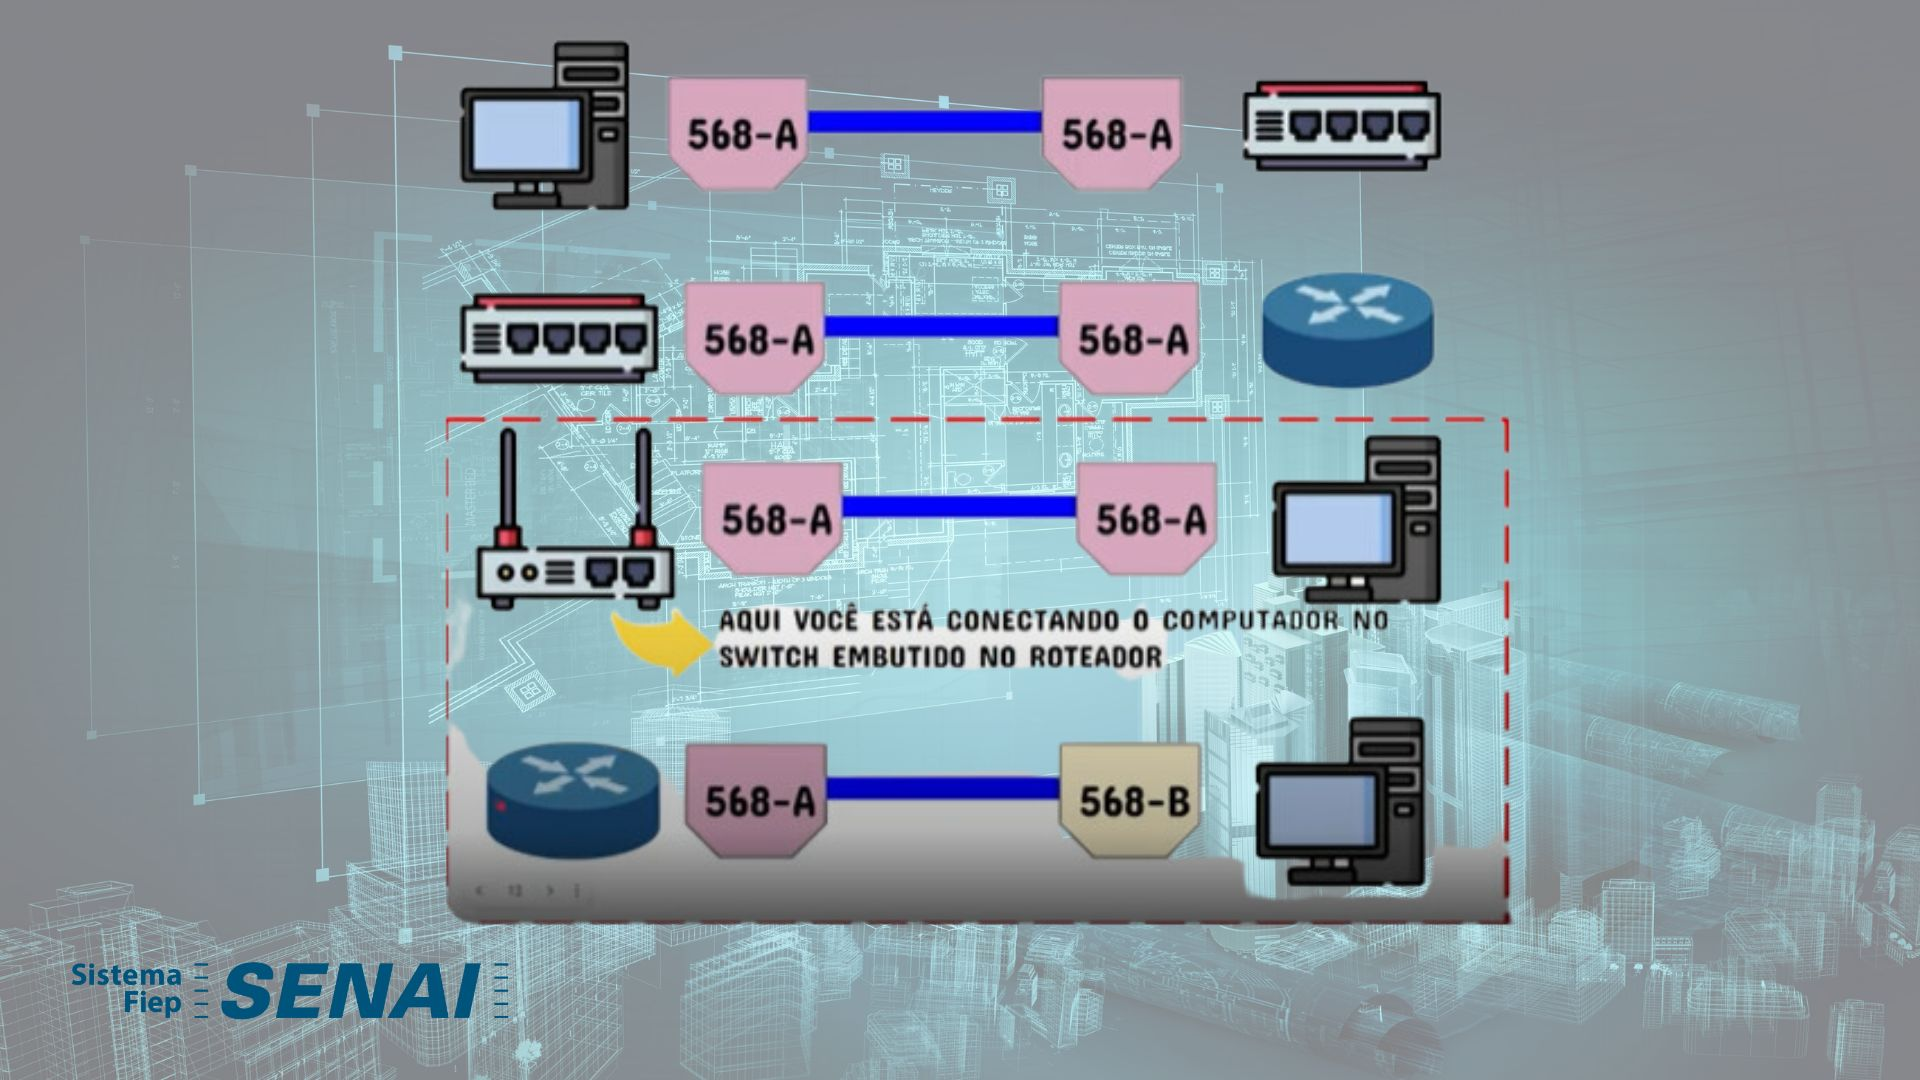 568-A
568-A
568-A
568-A
568-A
568-A
AQUI VOCÊ ESTÁ CONECTANDO O COMPUTADOR NO
SWITCH EMBUTIDO NO ROTEADOR
568-A
568-B
Sistema
Fiep
SENAI